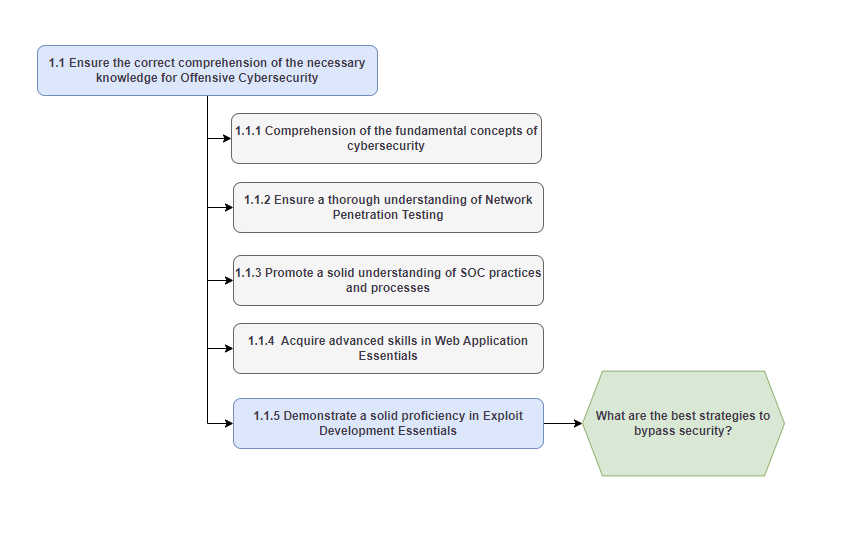 1.1 Ensure the correct comprehension of the necessary
knowledge for Offensive Cybersecurity
1.1.1 Comprehension of the fundamental concepts of
cybersecurity
1.1.2 Ensure a thorough understanding of Network
Penetration Testing
1.1.3 Promote a solid understanding of SOC practices
and processes
1.1.4 Acquire advanced skills in Web Application
Essentials
1.1.5 Demonstrate a solid proficiency in Exploit
Development Essentials
What are the best strategies to
bypass security?